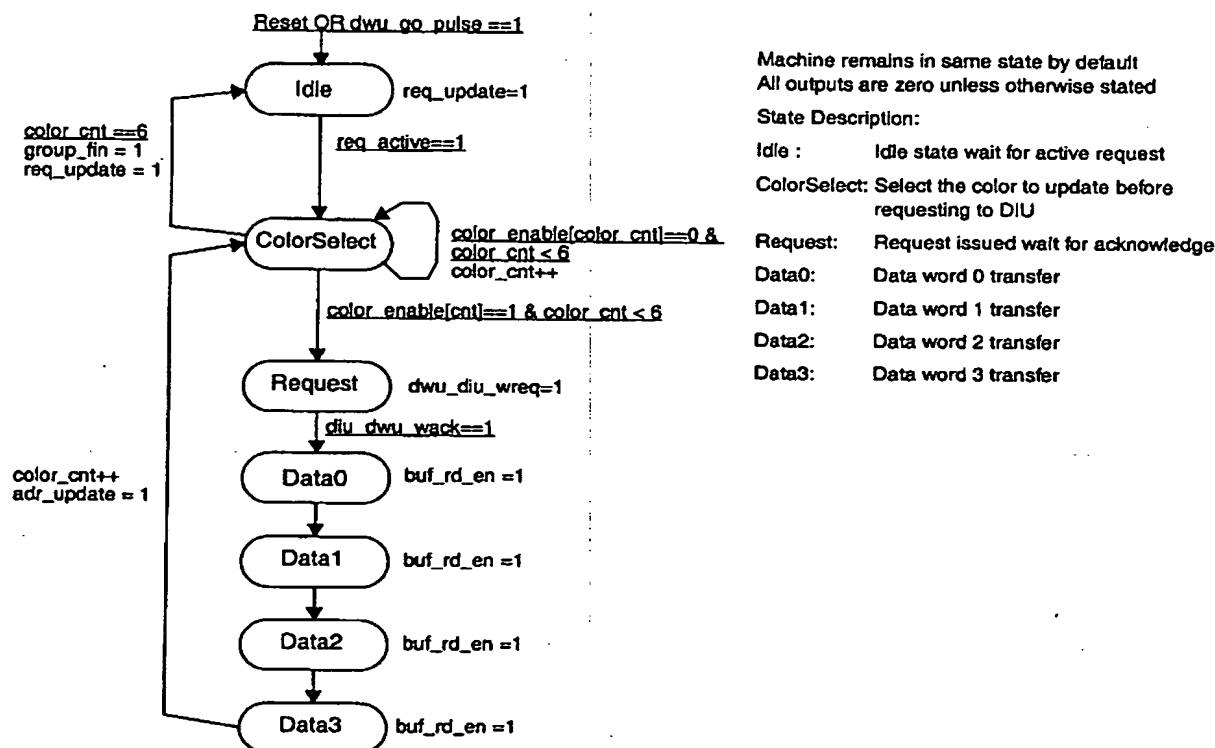 Reset OR dwu_go_pulse ==1
Idle
req_update=1
color_cnt ==6
group_fin = 1
req_update = 1
req_active==1
ColorSelect
color_enable[color_cnt]==0 &
color_cnt < 6
color_cnt++
color_enable[cnt]==1 & color_cnt < 6
Request
dwu_diu_wreq=1
diu_dwu_wack==1
color_cnt++
adr_update = 1
Data0
buf_rd_en =1
Data1
buf_rd_en =1
Data2
buf_rd_en =1
Data3
buf_rd_en =1
Machine remains in same state by default
All outputs are zero unless otherwise stated
State Description:
Idle : Idle state wait for active request
ColorSelect: Select the color to update before
requesting to DIU
Request: Request issued wait for acknowledge
Data0: Data word 0 transfer
Data1: Data word 1 transfer
Data2: Data word 2 transfer
Data3: Data word 3 transfer